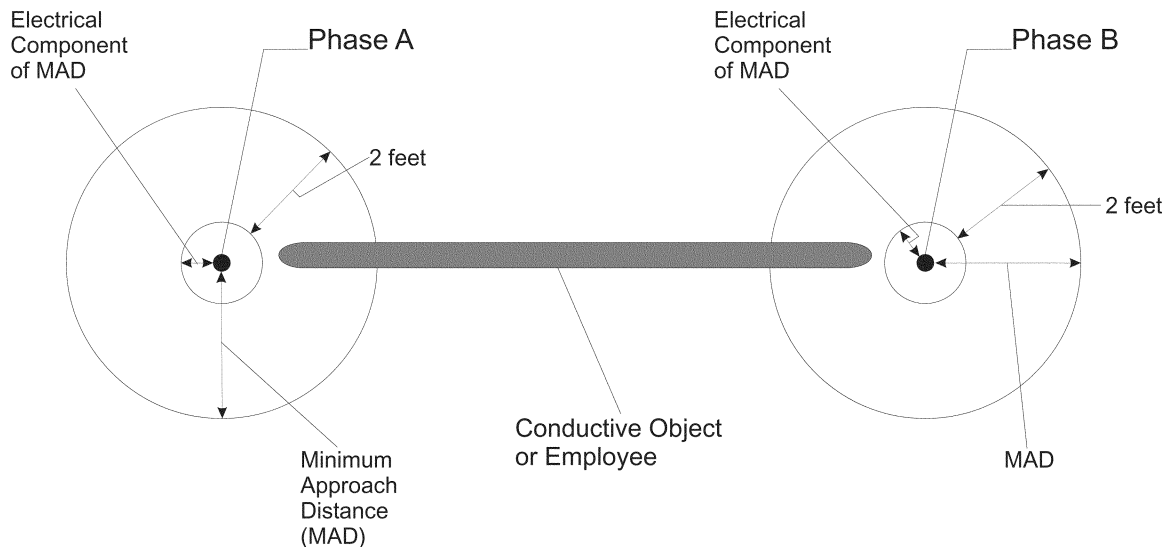 Electrical
Component
of MAD
Phase A
2 feet
Minimum
Approach
Distance
(MAD)
Conductive Object
or Employee
Electrical
Component
of MAD
Phase B
2 feet
MAD